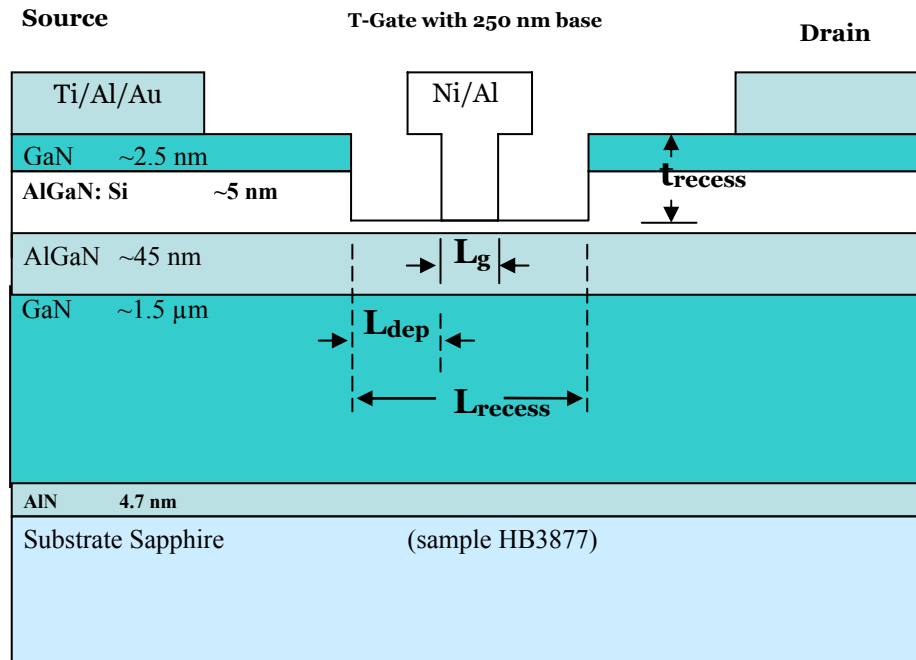 Source
T-Gate with 250 nm base
Drain
Ti/Al/Au
Ni/Al
GaN ~2.5 nm
trecess
AlGaN: Si ~5 nm
AlGaN ~45 nm
Lg
GaN ~1.5 µm
Ldep
Lrecess
AlN 4.7 nm
Substrate Sapphire (sample HB3877)